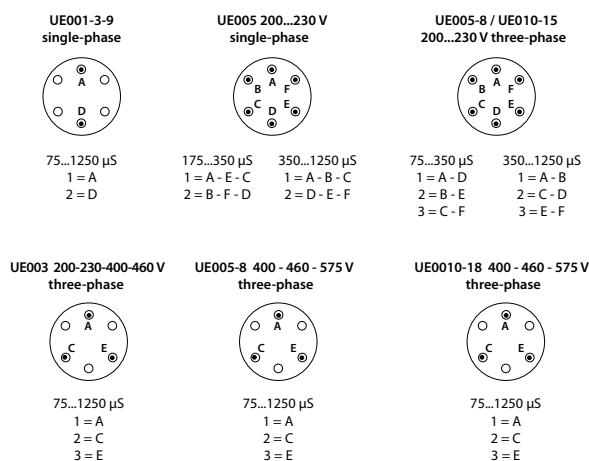 UE001-3-9
single-phase
A
D
75...1250 µS
1 = A
2 = D
UE005 200...230 V
single-phase
A
B F
C E
D
175...350 µS 350...1250 µS
1 = A - E - C 1 = A - B - C
2 = B - F - D 2 = D - E - F
UE005-8 / UE010-15
200...230 V three-phase
A
B F
C E
D
75...350 µS 350...1250 µS
1 = A - D 1 = A - B
2 = B - E 2 = C - D
3 = C - F 3 = E - F
UE003 200-230-400-460 V
three-phase
A
C E
75...1250 µS
1 = A
2 = C
3 = E
UE005-8 400 - 460 - 575 V
three-phase
A
C E
75...1250 µS
1 = A
2 = C
3 = E
UE0010-18 400 - 460 - 575 V
three-phase
A
C E
75...1250 µS
1 = A
2 = C
3 = E